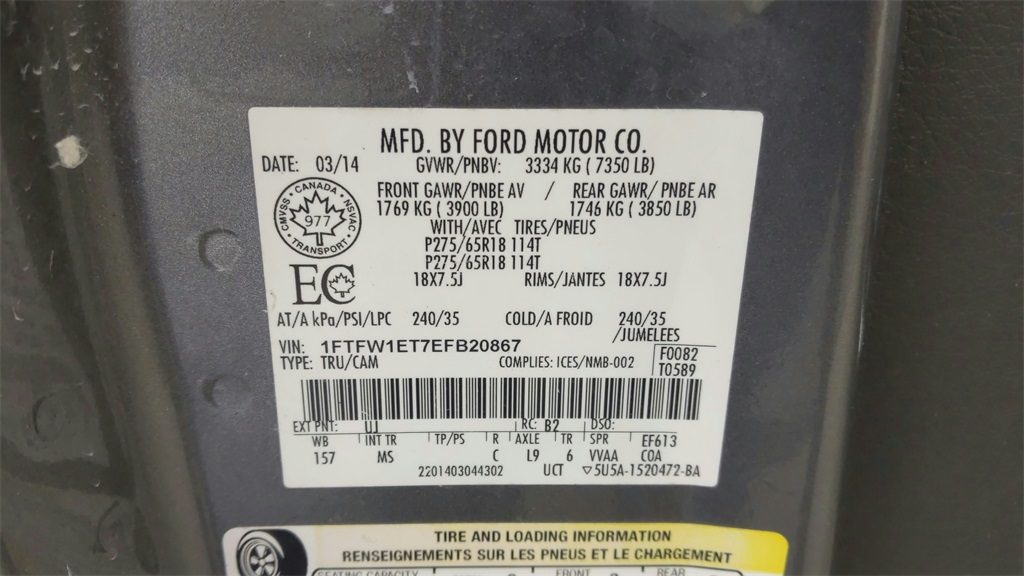 MFD. BY FORD MOTOR CO.
DATE: 03/14 GVWR/PNBV: 3334 KG ( 7350 LB)
FRONT GAWR/PNBE AV / REAR GAWR/ PNBE AR
1769 KG ( 3900 LB) 1746 KG ( 3850 LB)
CMVSS • CANADA • NSVAC
977
TRANSPORT
WITH/AVEC TIRES/PNEUS
P275/65R18 114T
P275/65R18 114T
EC
18X7.5J RIMS/JANTES 18X7.5J
AT/A kPa/PSI/LPC 240/35 COLD/A FROID 240/35
/JUMELEES
VIN: 1FTFW1ET7EFB20867
TYPE: TRU/CAM COMPLIES: ICES/NMB-002
F0082
T0589
EXT PNT: UJ RC: B2 DSO:
WB INT TR TP/PS R AXLE TR SPR EF613
157 MS C L9 6 VVAA COA
2201403044302 UCT ▽5U5A-1520472-BA
TIRE AND LOADING INFORMATION
RENSEIGNEMENTS SUR LES PNEUS ET LE CHARGEMENT
SEATING CAPACITY FRONT REAR